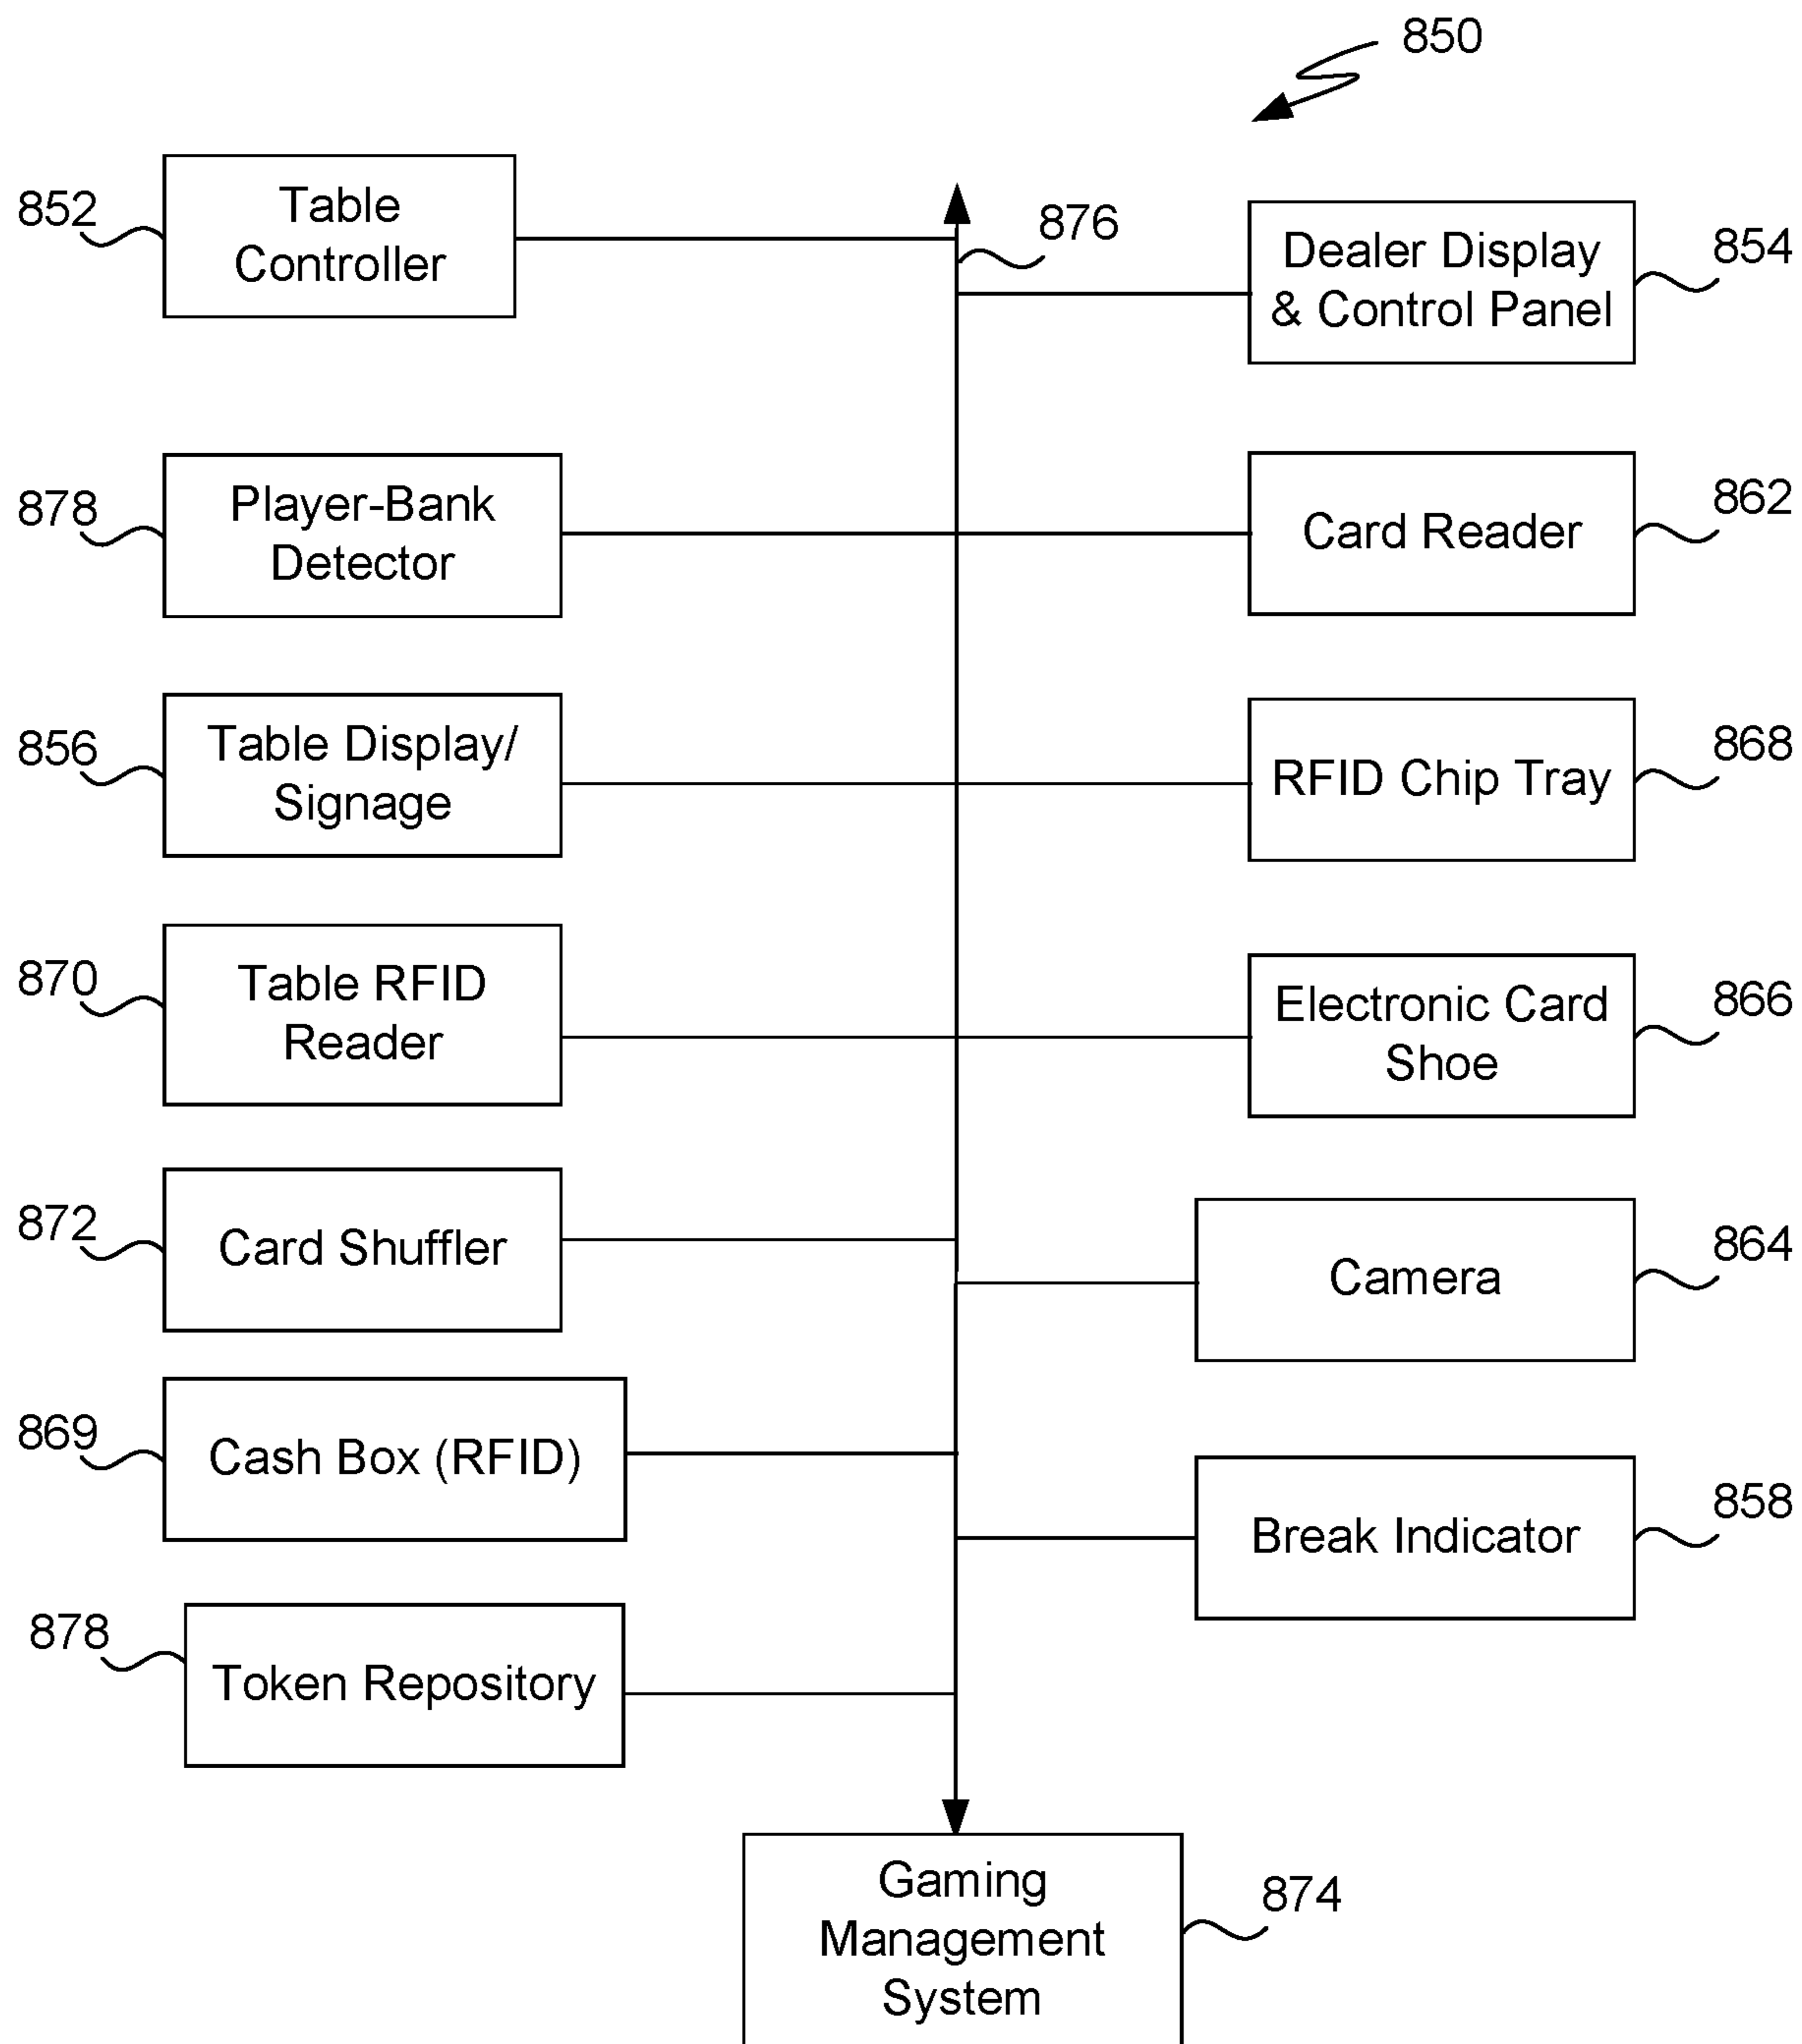 850
852
Table
Controller
876
Dealer Display
& Control Panel
854
878
Player-Bank
Detector
Card Reader
862
856
Table Display/
Signage
RFID Chip Tray
868
870
Table RFID
Reader
Electronic Card
Shoe
866
872
Card Shuffler
Camera
864
869
Cash Box (RFID)
Break Indicator
858
878
Token Repository
Gaming
Management
System
874